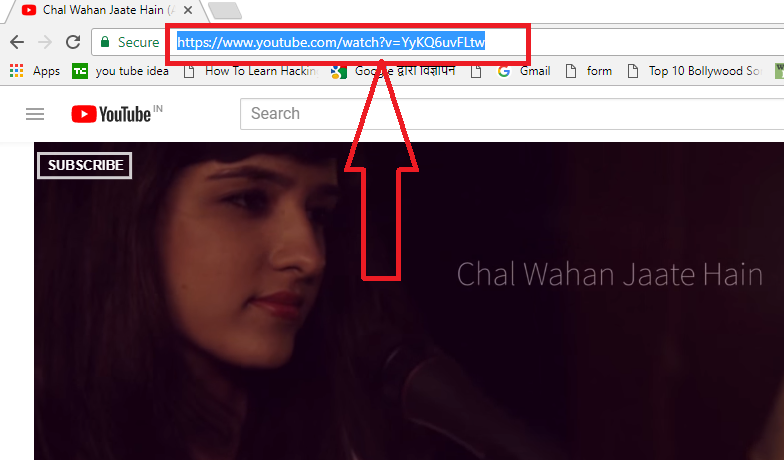 Chal Wahan Jaate Hain (
Secure https://www.youtube.com/watch?v=YyKQ6uvFLtw
Apps you tube idea How To Learn Hacking Google द्वारा विज्ञापन Gmail form Top 10 Bollywood So
YouTube IN Search
SUBSCRIBE
Chal Wahan Jaate Hain